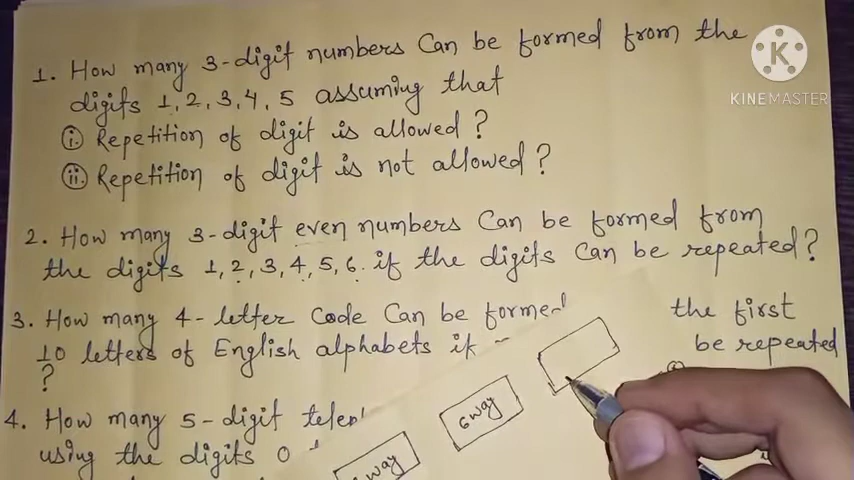 1. How many 3-digit numbers Can be formed from the
digits 1, 2, 3, 4, 5 assuming that
(i.) Repetition of digit is allowed?
(ii.) Repetition of digit is not allowed?
2. How many 3-digit even numbers Can be formed from
the digits 1, 2, 3, 4, 5, 6 if the digits Can be repeated?
3. How many 4-letter Code Can be formed the first
10 letters of English alphabets if be repeated
?
4. How many 5-digit
using the digits 0
6 way
way
KINEMASTER